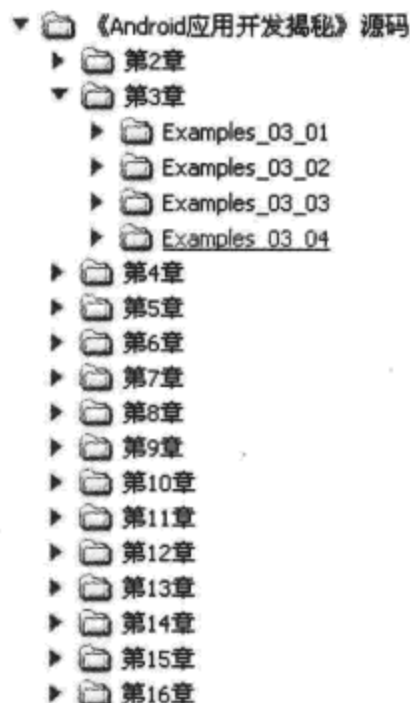 《Android应用开发揭秘》源码
第2章
第3章
Examples_03_01
Examples_03_02
Examples_03_03
Examples_03_04
第4章
第5章
第6章
第7章
第8章
第9章
第10章
第11章
第12章
第13章
第14章
第15章
第16章